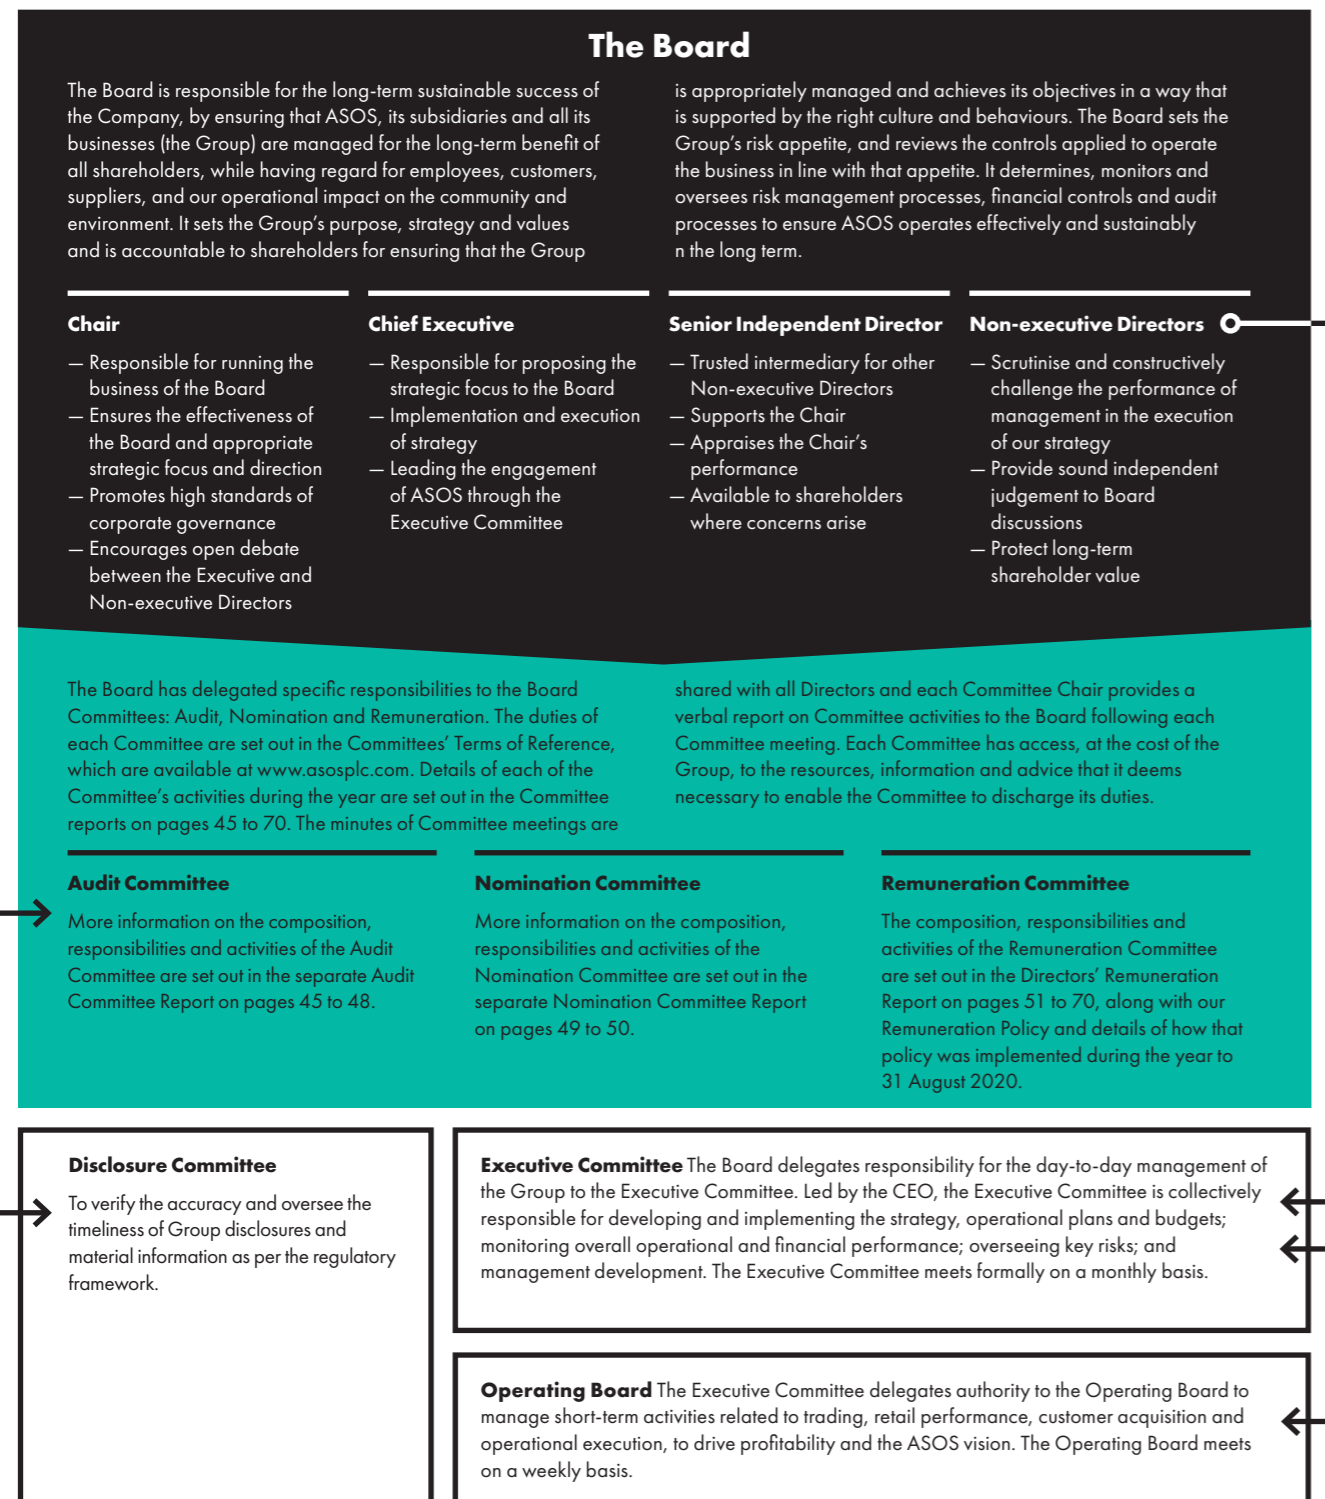 The Board
The Board is responsible for the long-term sustainable success of
the Company, by ensuring that ASOS, its subsidiaries and all its
businesses (the Group) are managed for the long-term benefit of
all shareholders, while having regard for employees, customers,
suppliers, and our operational impact on the community and
environment. It sets the Group's purpose, strategy and values
and is accountable to shareholders for ensuring that the Group
is appropriately managed and achieves its objectives in a way that
is supported by the right culture and behaviours. The Board sets the
Group's risk appetite, and reviews the controls applied to operate
the business in line with that appetite. It determines, monitors and
oversees risk management processes, financial controls and audit
processes to ensure ASOS operates effectively and sustainably
n the long term.
Chair
— Responsible for running the
business of the Board
— Ensures the effectiveness of
the Board and appropriate
strategic focus and direction
— Promotes high standards of
corporate governance
— Encourages open debate
between the Executive and
Non-executive Directors
Chief Executive
— Responsible for proposing the
strategic focus to the Board
— Implementation and execution
of strategy
— Leading the engagement
of ASOS through the
Executive Committee
Senior Independent Director
— Trusted intermediary for other
Non-executive Directors
— Supports the Chair
— Appraises the Chair's
performance
— Available to shareholders
where concerns arise
Non-executive Directors
— Scrutinise and constructively
challenge the performance of
management in the execution
of our strategy
— Provide sound independent
judgement to Board
discussions
— Protect long-term
shareholder value
The Board has delegated specific responsibilities to the Board
Committees: Audit, Nomination and Remuneration. The duties of
each Committee are set out in the Committees' Terms of Reference,
which are available at www.asosplc.com. Details of each of the
Committee's activities during the year are set out in the Committee
reports on pages 45 to 70. The minutes of Committee meetings are
shared with all Directors and each Committee Chair provides a
verbal report on Committee activities to the Board following each
Committee meeting. Each Committee has access, at the cost of the
Group, to the resources, information and advice that it deems
necessary to enable the Committee to discharge its duties.
Audit Committee
More information on the composition,
responsibilities and activities of the Audit
Committee are set out in the separate Audit
Committee Report on pages 45 to 48.
Nomination Committee
More information on the composition,
responsibilities and activities of the
Nomination Committee are set out in the
separate Nomination Committee Report
on pages 49 to 50.
Remuneration Committee
The composition, responsibilities and
activities of the Remuneration Committee
are set out in the Directors' Remuneration
Report on pages 51 to 70, along with our
Remuneration Policy and details of how that
policy was implemented during the year to
31 August 2020.
Disclosure Committee
To verify the accuracy and oversee the
timeliness of Group disclosures and
material information as per the regulatory
framework.
Executive Committee The Board delegates responsibility for the day-to-day management of
the Group to the Executive Committee. Led by the CEO, the Executive Committee is collectively
responsible for developing and implementing the strategy, operational plans and budgets;
monitoring overall operational and financial performance; overseeing key risks; and
management development. The Executive Committee meets formally on a monthly basis.
Operating Board The Executive Committee delegates authority to the Operating Board to
manage short-term activities related to trading, retail performance, customer acquisition and
operational execution, to drive profitability and the ASOS vision. The Operating Board meets
on a weekly basis.